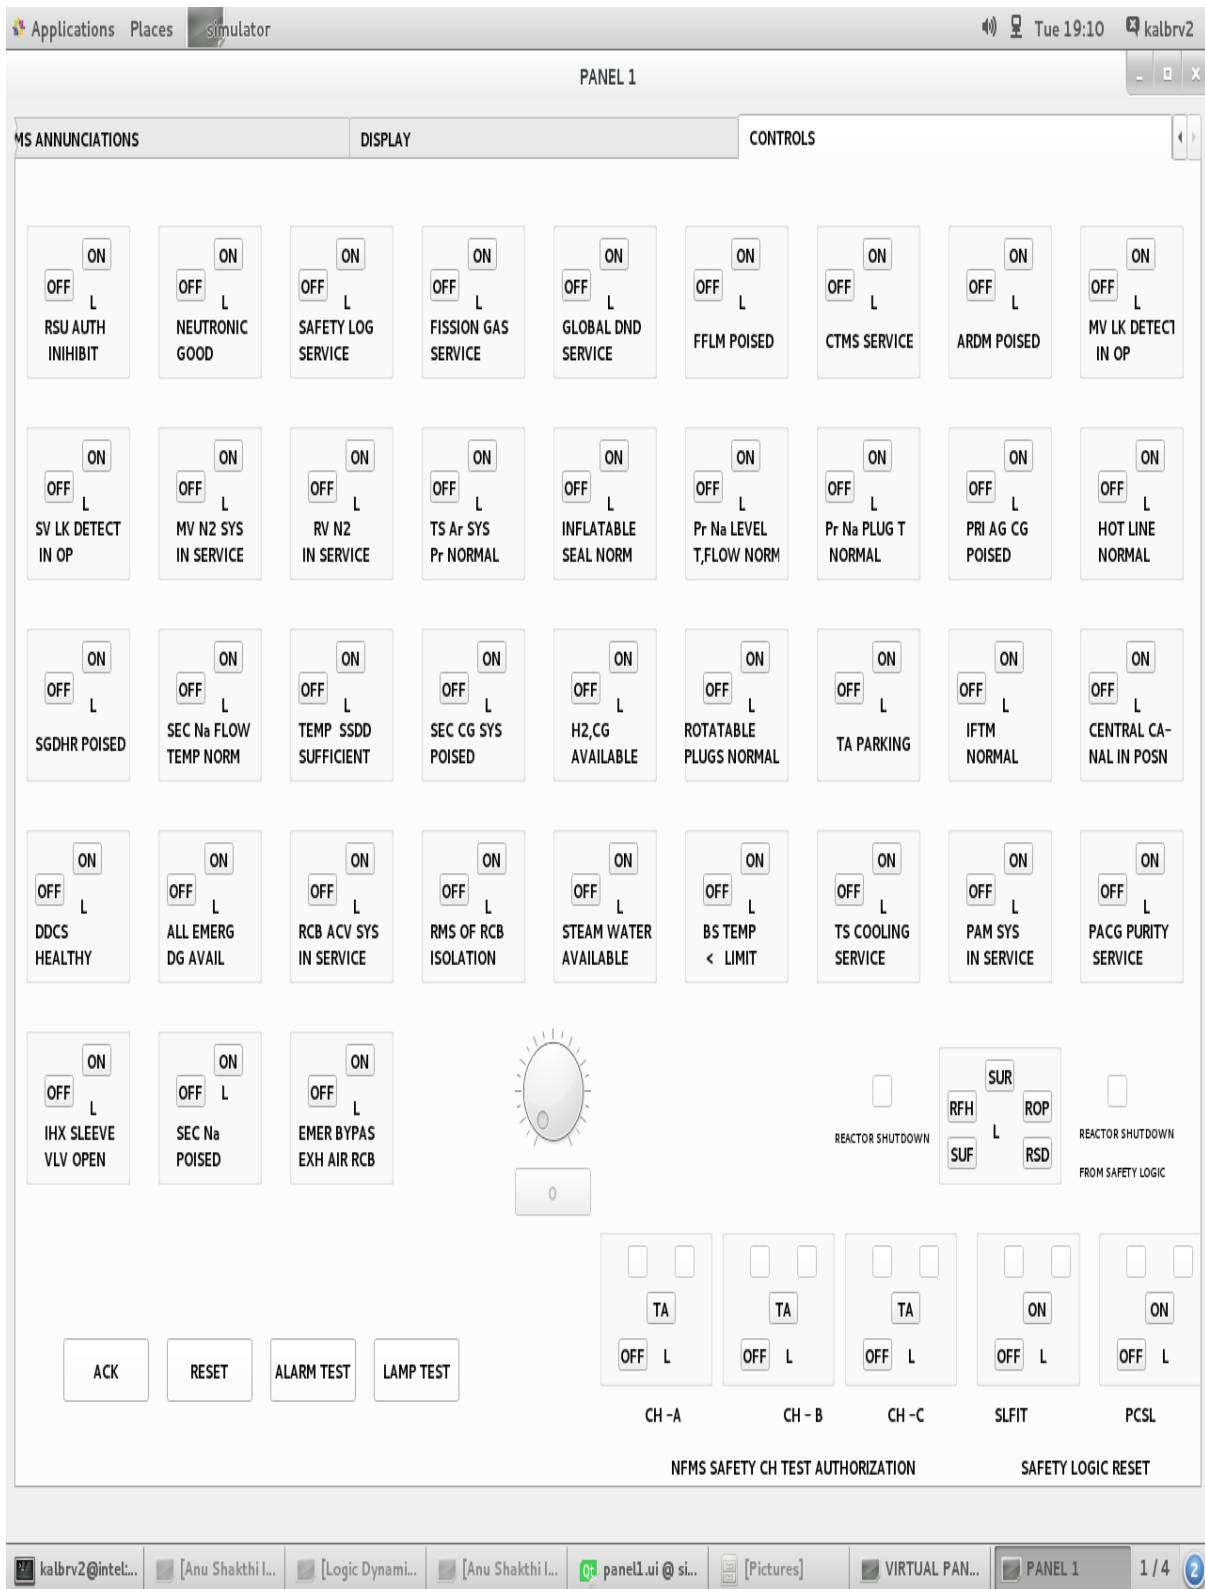 Applications Places simulator Tue 19:10 kalbrv2
PANEL 1
MS ANNUNCIATIONS DISPLAY CONTROLS
ON ON ON ON ON ON ON ON ON
OFF OFF OFF OFF OFF OFF OFF OFF OFF
L L L L L L L L L
RSU AUTH NEUTRONIC SAFETY LOG FISSION GAS GLOBAL DND FFLM POISED CTMS SERVICE ARDM POISED MV LK DETECT
INIHIBIT GOOD SERVICE SERVICE SERVICE IN OP
ON ON ON ON ON ON ON ON ON
OFF OFF OFF OFF OFF OFF OFF OFF OFF
L L L L L L L L L
SV LK DETECT MV N2 SYS RV N2 TS Ar SYS INFLATABLE Pr Na LEVEL Pr Na PLUG T PRI AG CG HOT LINE
IN OP IN SERVICE IN SERVICE Pr NORMAL SEAL NORM T,FLOW NORM NORMAL POISED NORMAL
ON ON ON ON ON ON ON ON ON
OFF OFF OFF OFF OFF OFF OFF OFF OFF
L L L L L L L L L
SGDHR POISED SEC Na FLOW TEMP SSDD SEC CG SYS H2,CG ROTATABLE TA PARKING IFTM CENTRAL CA-
TEMP NORM SUFFICIENT POISED AVAILABLE PLUGS NORMAL NORMAL NAL IN POSN
ON ON ON ON ON ON ON ON ON
OFF OFF OFF OFF OFF OFF OFF OFF OFF
L L L L L L L L L
DDCS ALL EMERG RCB ACV SYS RMS OF RCB STEAM WATER BS TEMP TS COOLING PAM SYS PACG PURITY
HEALTHY DG AVAIL IN SERVICE ISOLATION AVAILABLE < LIMIT SERVICE IN SERVICE SERVICE
ON ON ON SUR
OFF OFF L OFF RFH ROP
L L L
IHX SLEEVE SEC Na EMER BYPAS REACTOR SHUTDOWN REACTOR SHUTDOWN
VLV OPEN POISED EXH AIR RCB SUF RSD
FROM SAFETY LOGIC
0
TA TA TA ON ON
OFF L OFF L OFF L OFF L OFF L
ACK RESET ALARM TEST LAMP TEST
CH -A CH - B CH -C SLFIT PCSL
NFMS SAFETY CH TEST AUTHORIZATION SAFETY LOGIC RESET
kalbrv2@intel:... [Anu Shakthi I... [Logic Dynami... [Anu Shakthi I... Qt panel1.ui @ si... [Pictures] VIRTUAL PAN... PANEL 1 1 / 4 2